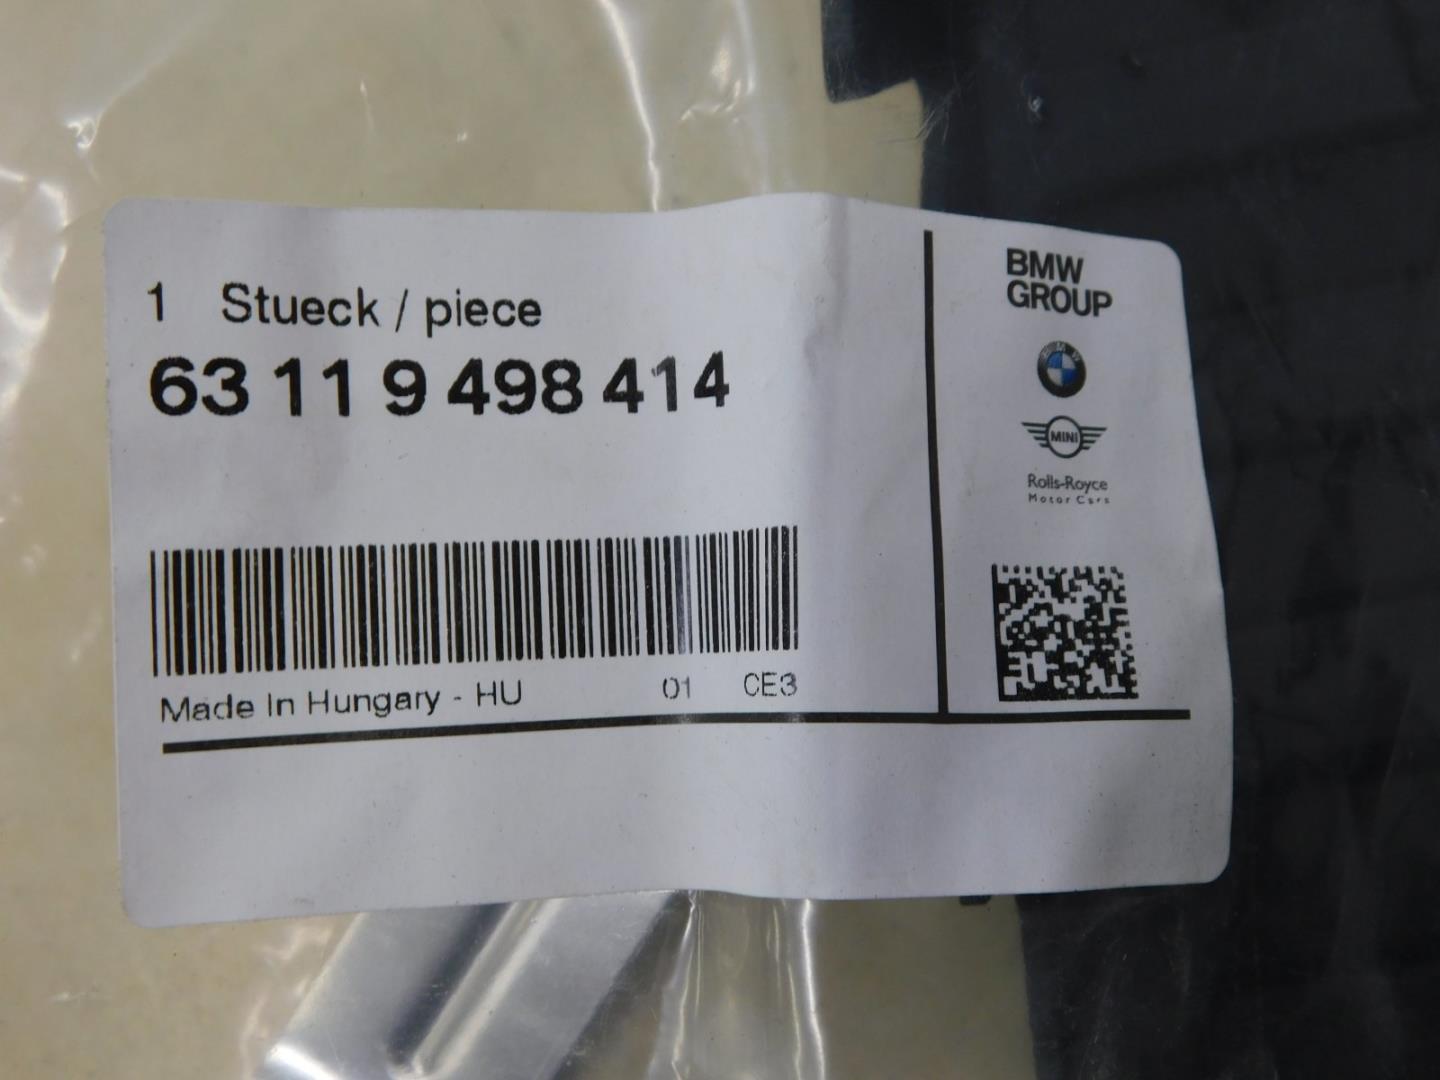 1 Stueck / piece
63 11 9 498 414
Made In Hungary - HU 01 CE3
BMW
GROUP
BMW
MINI
Rolls-Royce
Motor Cars